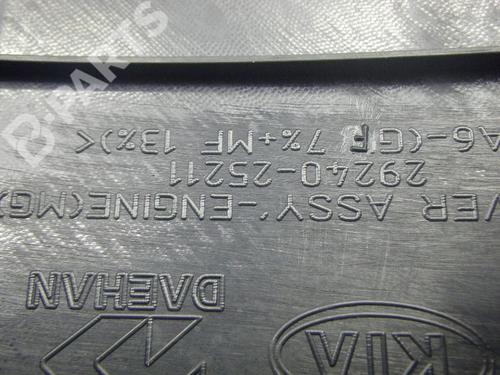 B-PARTS
DAEHAN
KIA
VER ASSY'-ENGINE(MG)
29240-25211
A6-(GF 7%+MF 13%)<